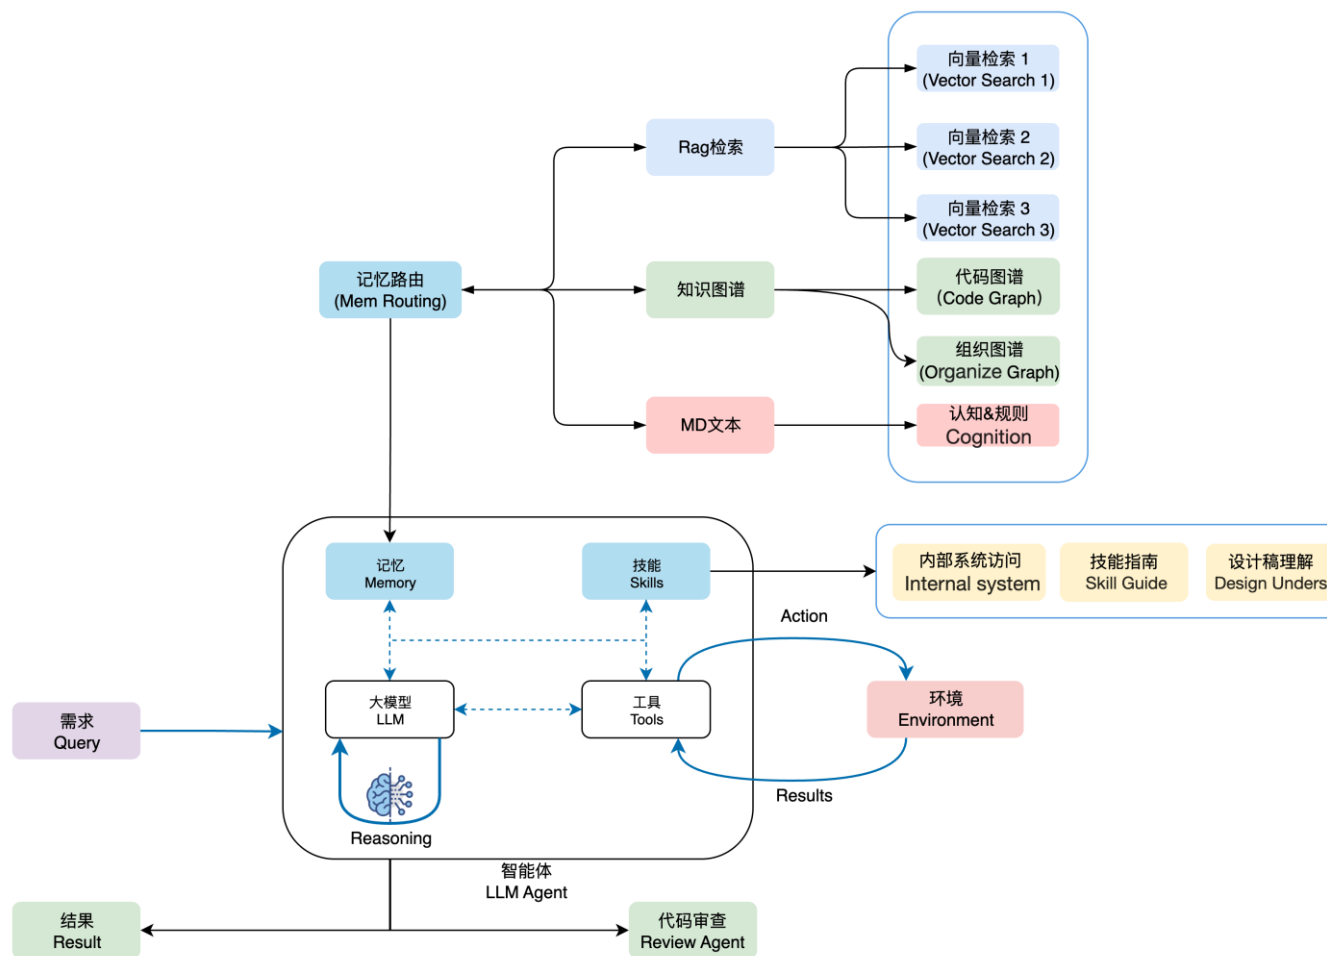 向量检索 1
(Vector Search 1)
Rag检索
向量检索 2
(Vector Search 2)
向量检索 3
(Vector Search 3)
记忆路由
(Mem Routing)
知识图谱
代码图谱
(Code Graph)
组织图谱
(Organize Graph)
MD文本
认知&规则
Cognition
记忆
Memory
技能
Skills
内部系统访问
Internal system
技能指南
Skill Guide
设计稿理解
Design Unders
Action
大模型
LLM
工具
Tools
环境
Environment
需求
Query
Results
Reasoning
智能体
LLM Agent
结果
Result
代码审查
Review Agent